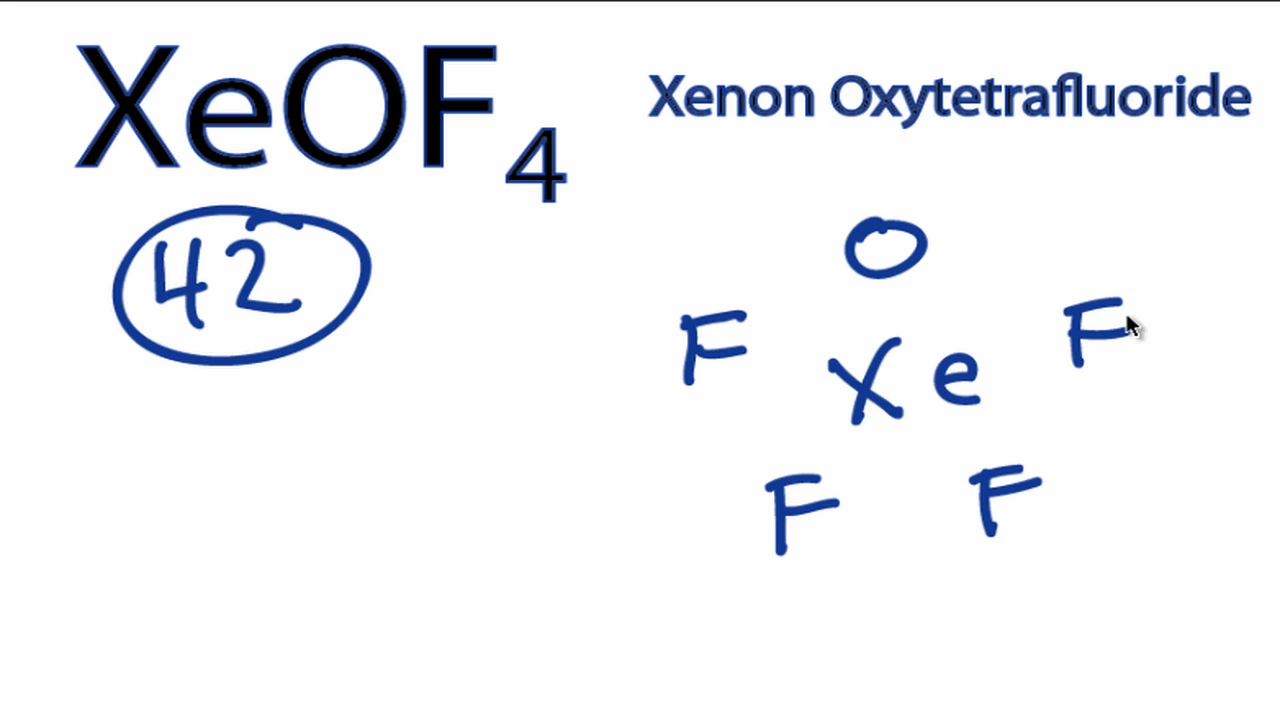 XeOF4
Xenon Oxytetrafluoride
42
O
F Xe F
F F